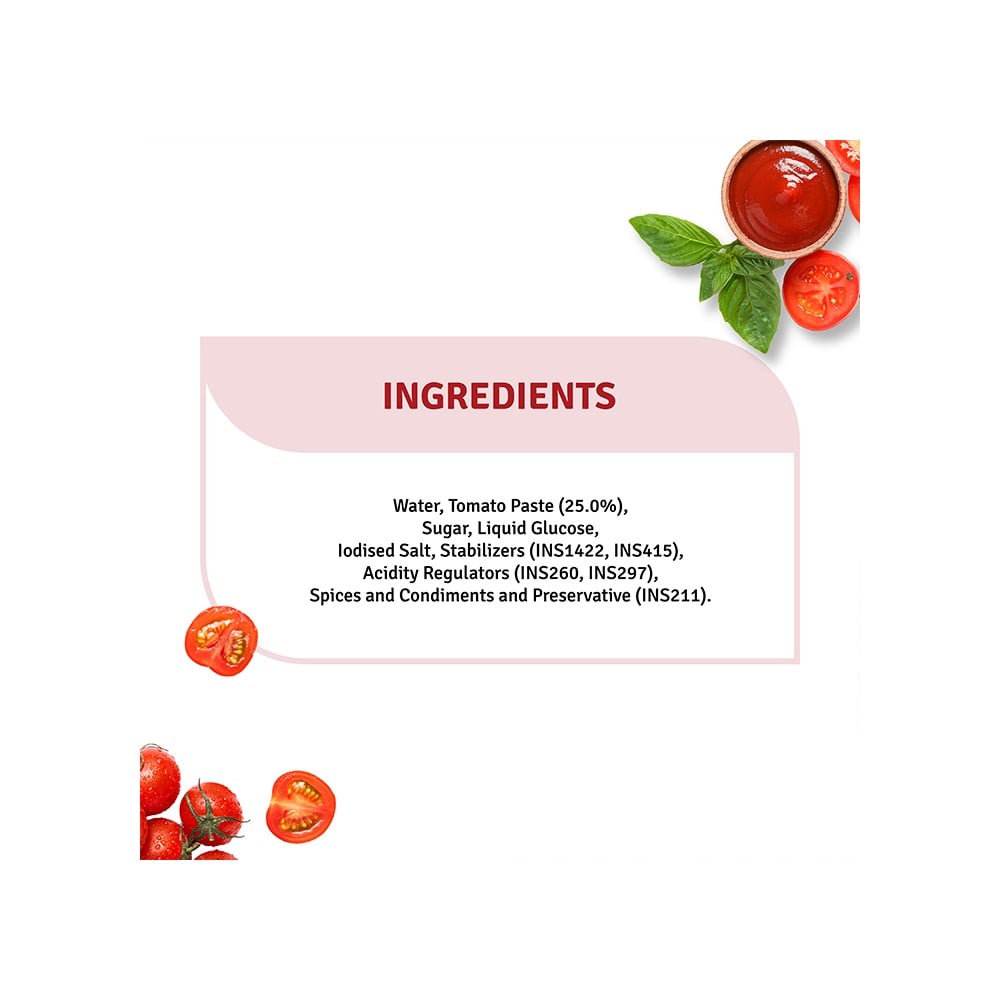 INGREDIENTS
Water, Tomato Paste (25.0%),
Sugar, Liquid Glucose,
Iodised Salt, Stabilizers (INS1422, INS415),
Acidity Regulators (INS260, INS297),
Spices and Condiments and Preservative (INS211).